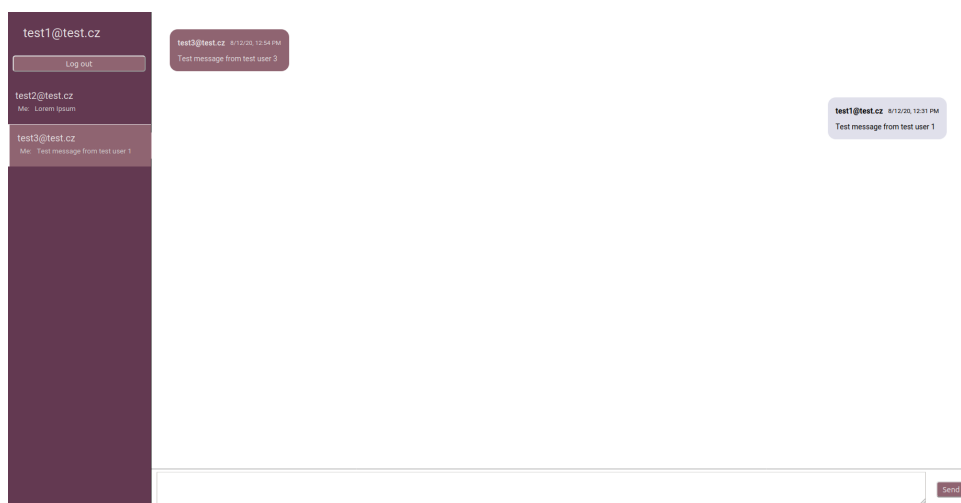 test1@test.cz
Log out
test2@test.cz
Me: Lorem Ipsum
test3@test.cz
Me: Test message from test user 1
test3@test.cz 8/12/20, 12:54 PM
Test message from test user 3
test1@test.cz 8/12/20, 12:31 PM
Test message from test user 1
Send